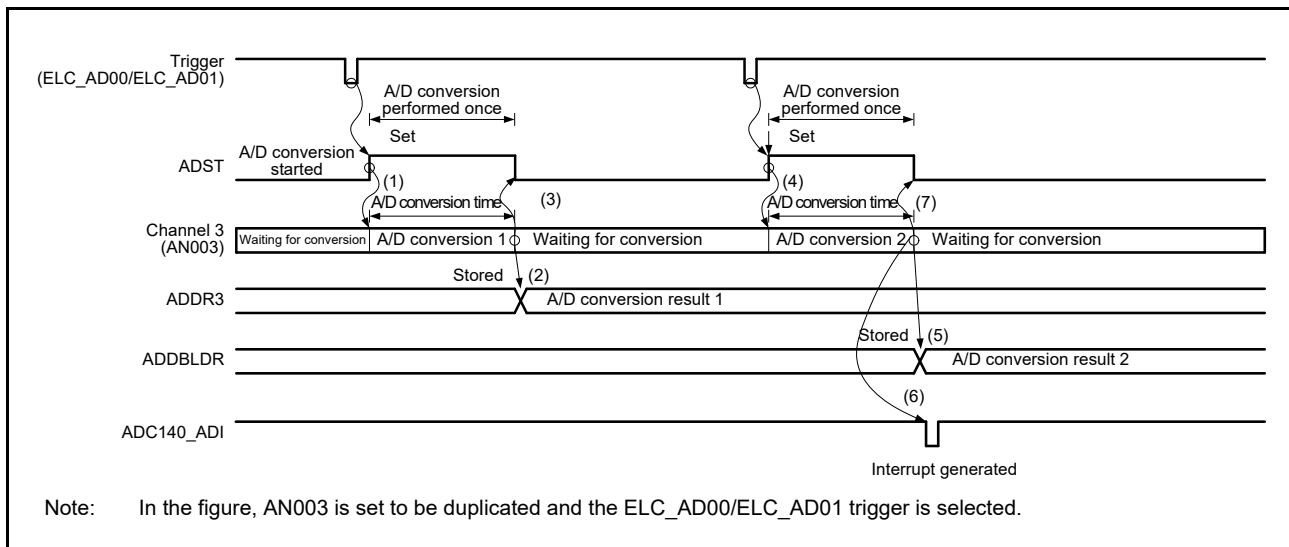 Trigger
(ELC_AD00/ELC_AD01)
A/D conversion
performed once
A/D conversion
performed once
Set
Set
A/D conversion
started
ADST
(1)
(3)
(4)
(7)
A/D conversion time
A/D conversion time
Channel 3
(AN003)
Waiting for conversion
A/D conversion 1
Waiting for conversion
A/D conversion 2
Waiting for conversion
Stored
(2)
ADDR3
A/D conversion result 1
Stored
(5)
ADDBLDR
A/D conversion result 2
(6)
ADC140_ADI
Interrupt generated
Note: In the figure, AN003 is set to be duplicated and the ELC_AD00/ELC_AD01 trigger is selected.